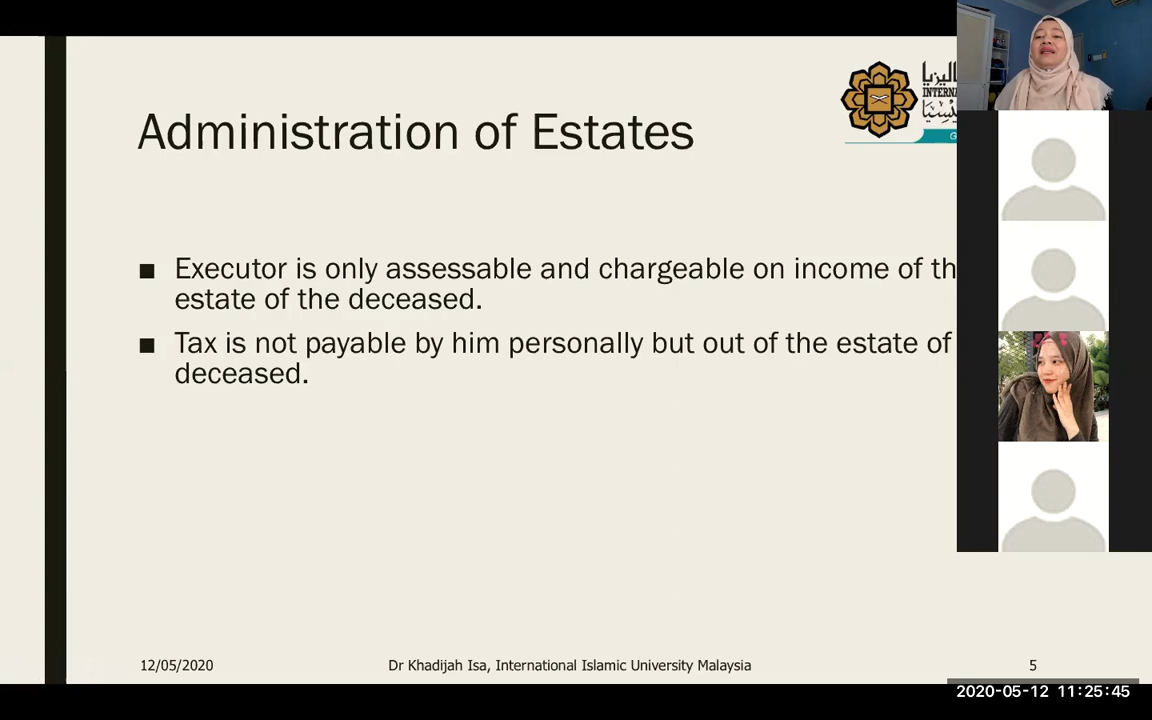 INTERNA
Administration of Estates
■ Executor is only assessable and chargeable on income of th
estate of the deceased.
■ Tax is not payable by him personally but out of the estate of
deceased.
12/05/2020
Dr Khadijah Isa, International Islamic University Malaysia
5
2020-05-12 11:25:45